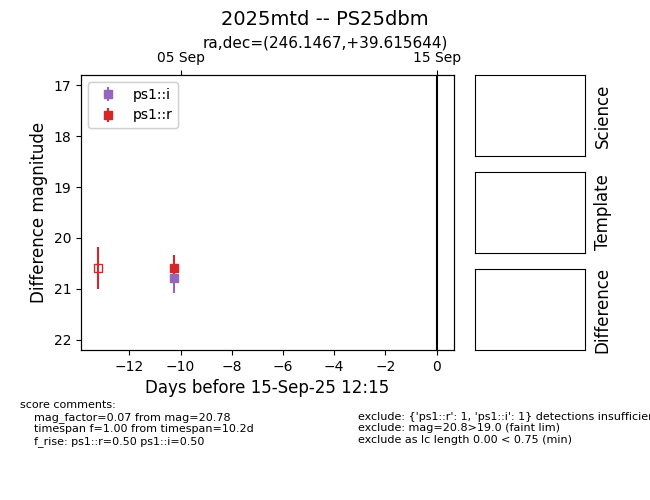 2025mtd -- PS25dbm
ra,dec=(246.1467,+39.615644)
05 Sep
15 Sep
ps1::i
ps1::r
17
18
19
20
21
22
Difference magnitude
−12
−10
−8
−6
−4
−2
0
Days before 15-Sep-25 12:15
Science
Template
Difference
score comments:
mag_factor=0.07 from mag=20.78
timespan f=1.00 from timespan=10.2d
f_rise: ps1::r=0.50 ps1::i=0.50
exclude: {'ps1::r': 1, 'ps1::i': 1} detections
exclude: mag=20.8>19.0 (faint lim)
exclude as lc length 0.00 < 0.75 (min)